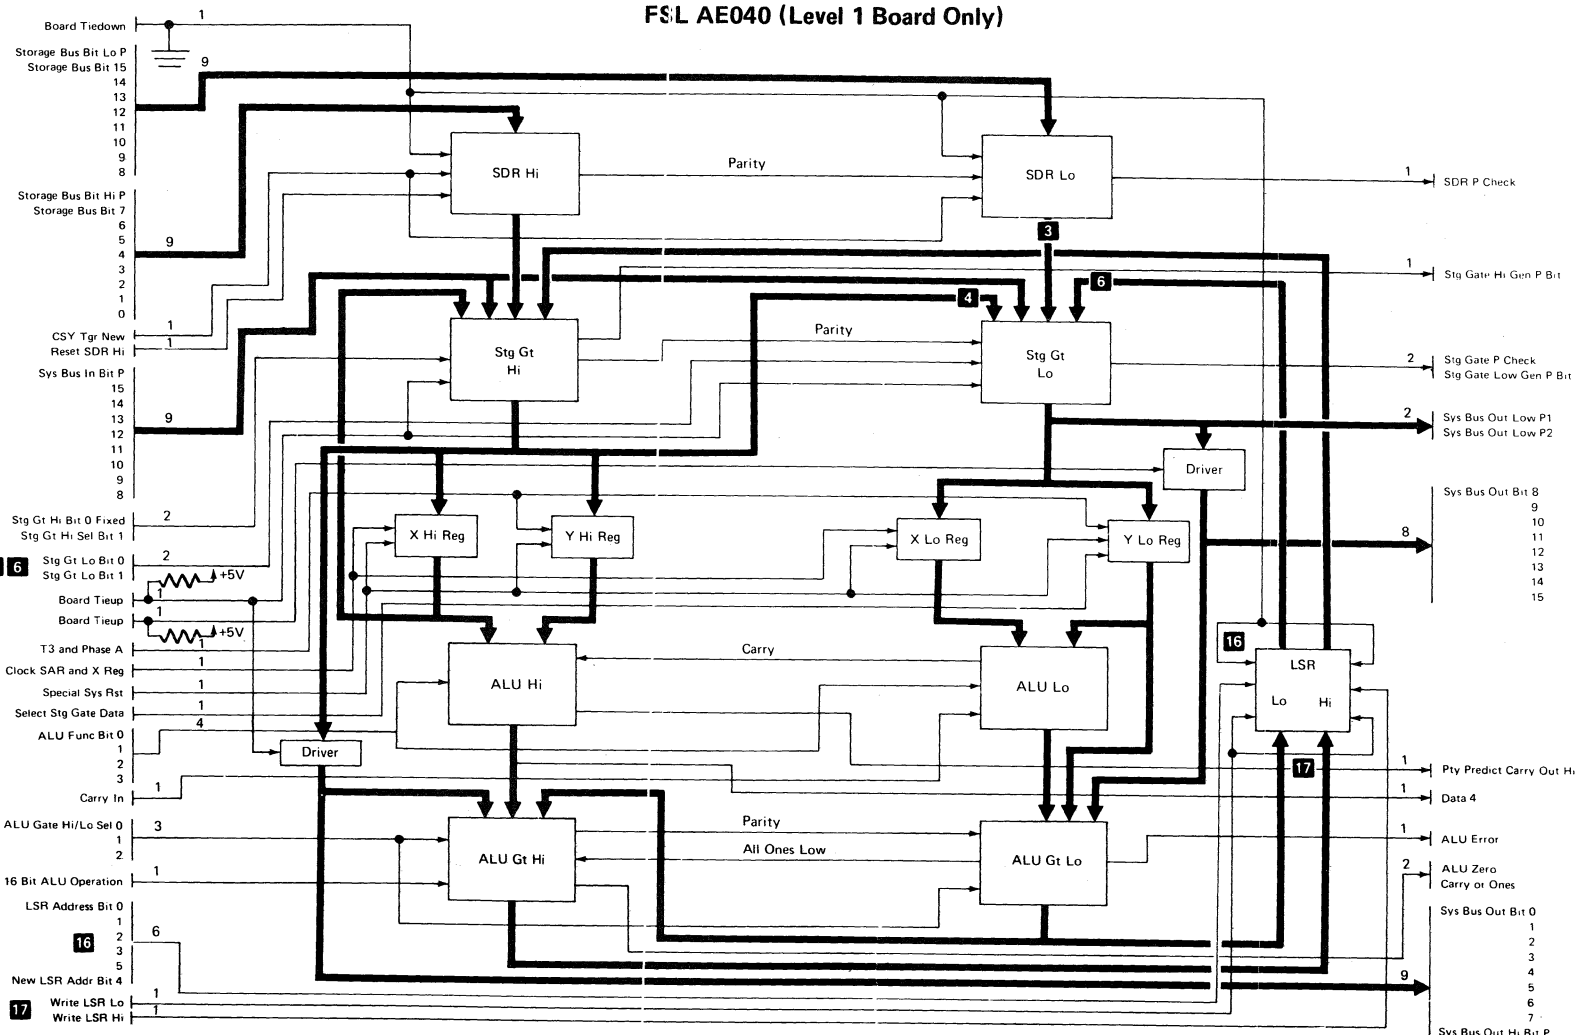 FSL AE040 (Level 1 Board Only)
Board Tiedown
1
Storage Bus Bit Lo P
Storage Bus Bit 15
14
13
12
11
10
9
8
9
Storage Bus Bit Hi P
Storage Bus Bit 7
6
5
4
3
2
1
0
9
CSY Tgr New
1
Reset SDR Hi
1
Sys Bus In Bit P
15
14
13
12
11
10
9
8
9
Stg Gt Hi Bit 0 Fixed
Stg Gt Hi Sel Bit 1
2
6
Stg Gt Lo Bit 0
Stg Gt Lo Bit 1
2
+5V
Board Tieup
1
Board Tieup
1
+5V
T3 and Phase A
1
Clock SAR and X Reg
1
Special Sys Rst
1
Select Stg Gate Data
1
ALU Func Bit 0
1
2
3
4
Carry In
1
ALU Gate Hi/Lo Sel 0
1
2
3
16 Bit ALU Operation
1
LSR Address Bit 0
1
2
3
5
New LSR Addr Bit 4
16
6
17
Write LSR Lo
1
Write LSR Hi
1
SDR Hi
Parity
SDR Lo
3
6
4
Stg Gt
Hi
Parity
Stg Gt
Lo
Driver
X Hi Reg
Y Hi Reg
X Lo Reg
Y Lo Reg
ALU Hi
Carry
ALU Lo
16
LSR
Lo
Hi
17
Driver
ALU Gt Hi
Parity
All Ones Low
ALU Gt Lo
1
SDR P Check
1
Stg Gate Hi Gen P Bit
2
Stg Gate P Check
Stg Gate Low Gen P Bit
2
Sys Bus Out Low P1
Sys Bus Out Low P2
8
Sys Bus Out Bit 8
9
10
11
12
13
14
15
1
Pty Predict Carry Out Hi
1
Data 4
1
ALU Error
2
ALU Zero
Carry or Ones
9
Sys Bus Out Bit 0
1
2
3
4
5
6
7
Sys Bus Out Hi Bit P